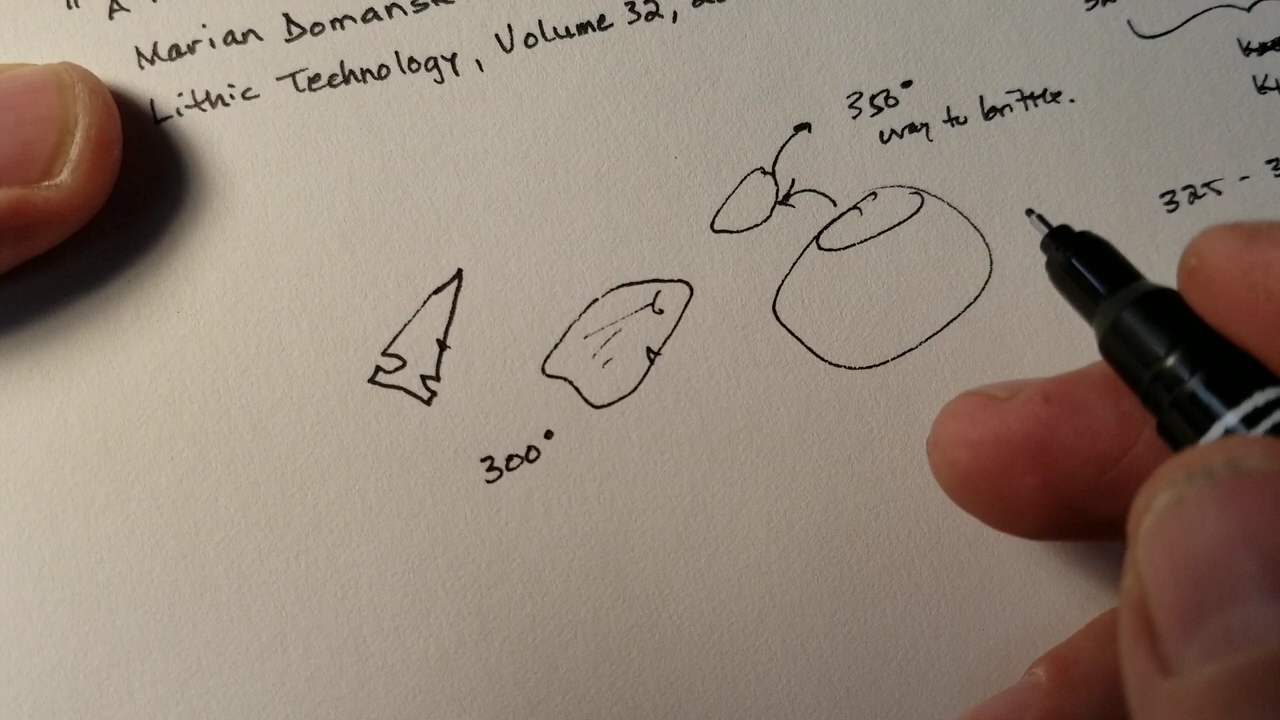 " A
Marian Domansk
Lithic Technology, Volume 32,
350°
way to brittle.
325 - 3
300°